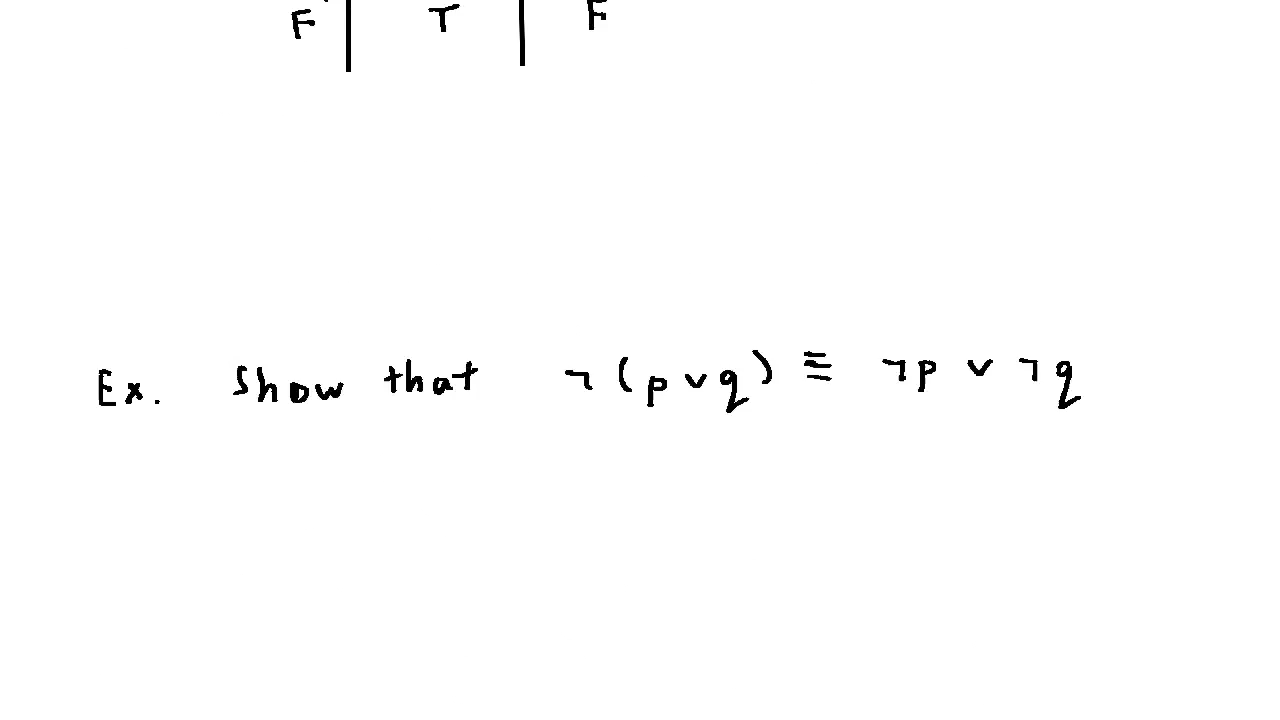 F T F
Ex. Show that ¬(p∨q) ≡ ¬p ∨ ¬q